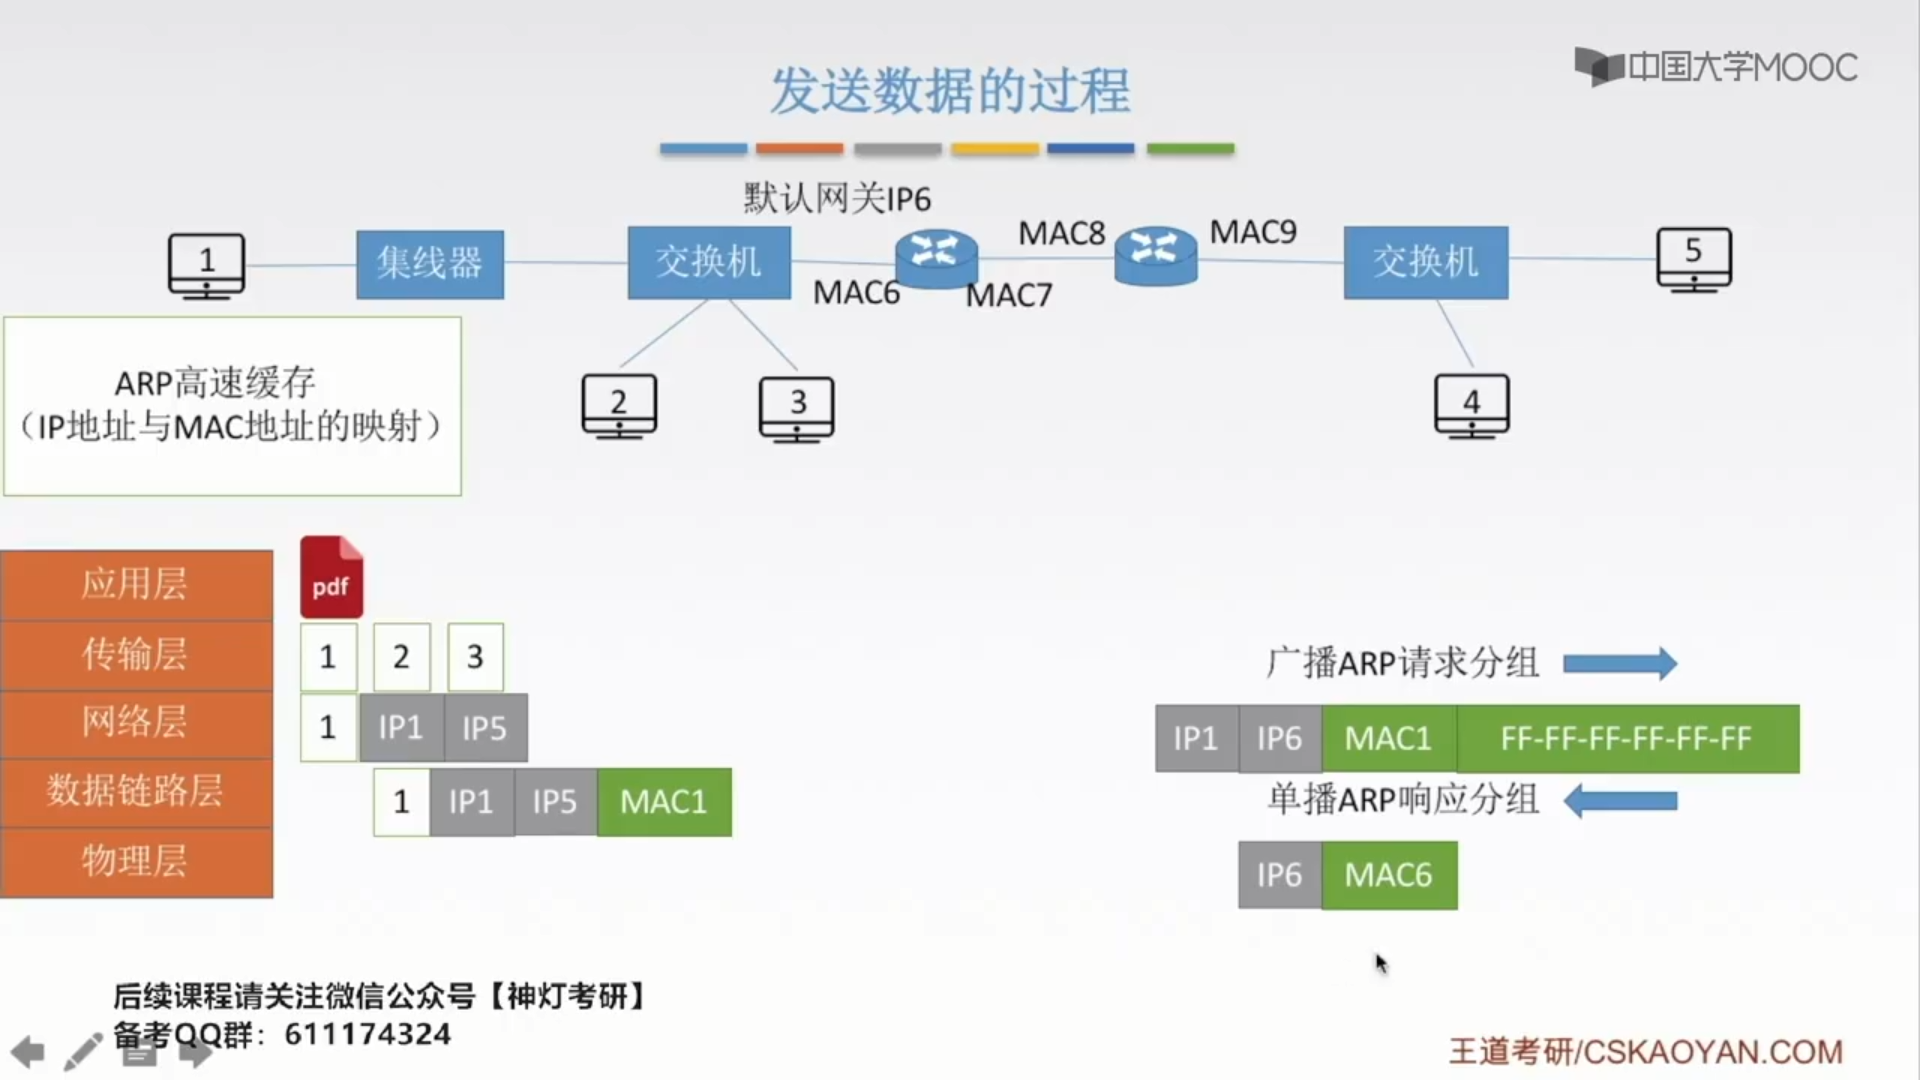 中国大学MOOC
发送数据的过程
默认网关IP6
MAC8
MAC9
1
集线器
交换机
交换机
5
MAC6
MAC7
2
3
4
ARP高速缓存
（IP地址与MAC地址的映射）
应用层
pdf
传输层
1 2 3
网络层
1 IP1 IP5
数据链路层
1 IP1 IP5 MAC1
物理层
广播ARP请求分组
IP1 IP6 MAC1 FF-FF-FF-FF-FF-FF
单播ARP响应分组
IP6 MAC6
后续课程请关注微信公众号【神灯考研】
备考QQ群：611174324
王道考研/CSKAOYAN.COM